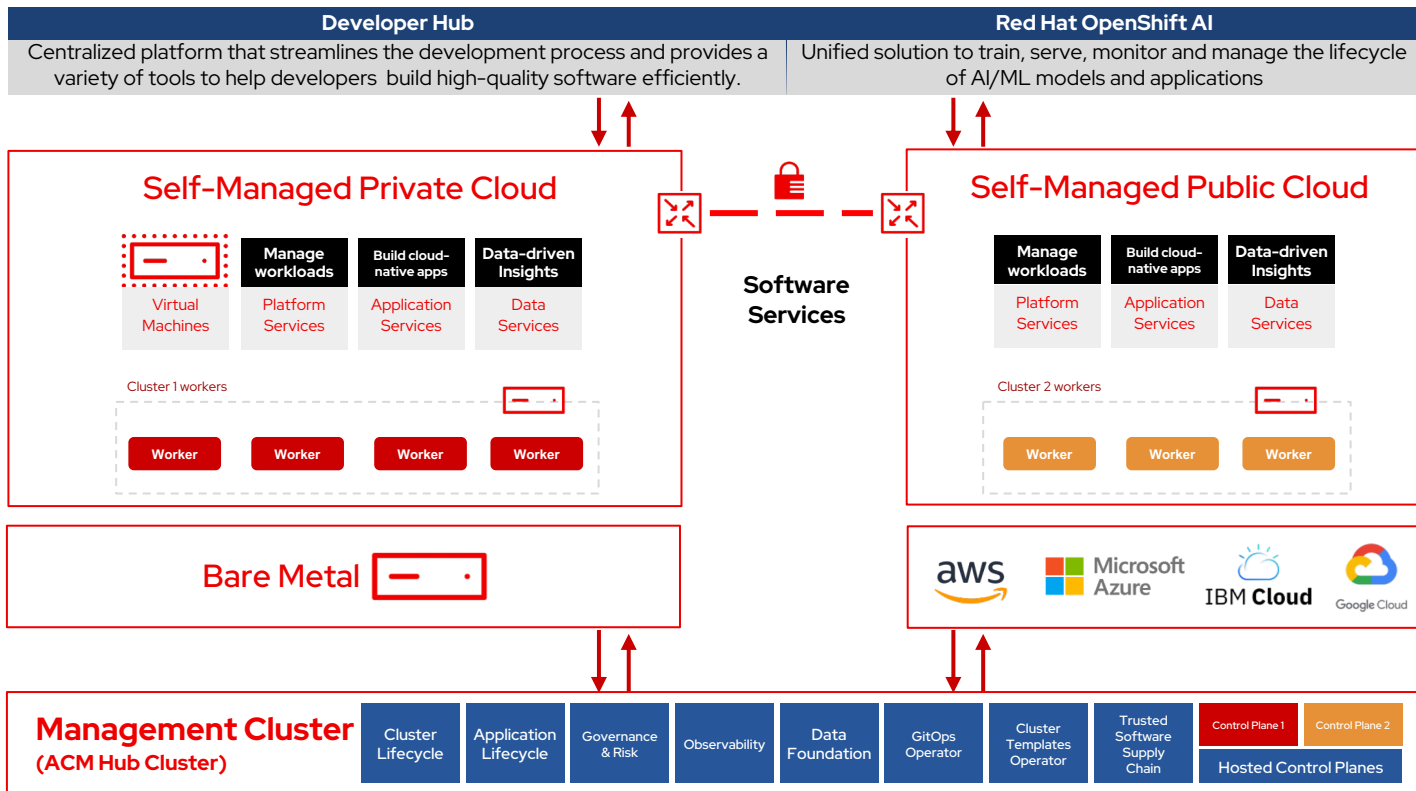 Developer Hub
Red Hat OpenShift AI
Centralized platform that streamlines the development process and provides a
variety of tools to help developers build high-quality software efficiently.
Unified solution to train, serve, monitor and manage the lifecycle
of AI/ML models and applications
Self-Managed Private Cloud
Manage
workloads
Build cloud-
native apps
Data-driven
Insights
Virtual
Machines
Platform
Services
Application
Services
Data
Services
Cluster 1 workers
Worker
Worker
Worker
Worker
Software
Services
Self-Managed Public Cloud
Manage
workloads
Build cloud-
native apps
Data-driven
Insights
Platform
Services
Application
Services
Data
Services
Cluster 2 workers
Worker
Worker
Worker
Bare Metal
aws
Microsoft
Azure
IBM Cloud
Google Cloud
Management Cluster
(ACM Hub Cluster)
Cluster
Lifecycle
Application
Lifecycle
Governance
& Risk
Observability
Data
Foundation
GitOps
Operator
Cluster
Templates
Operator
Trusted
Software
Supply
Chain
Control Plane 1
Control Plane 2
Hosted Control Planes